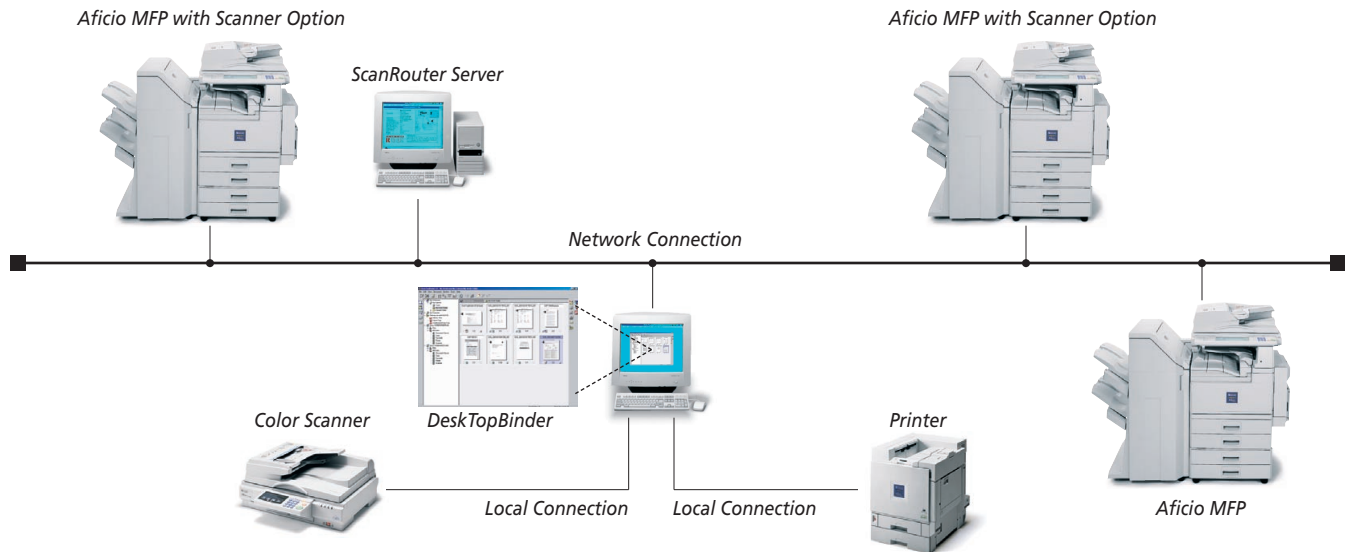 Aficio MFP with Scanner Option
Aficio MFP with Scanner Option
ScanRouter Server
Network Connection
Color Scanner
DeskTopBinder
Printer
Local Connection
Local Connection
Aficio MFP